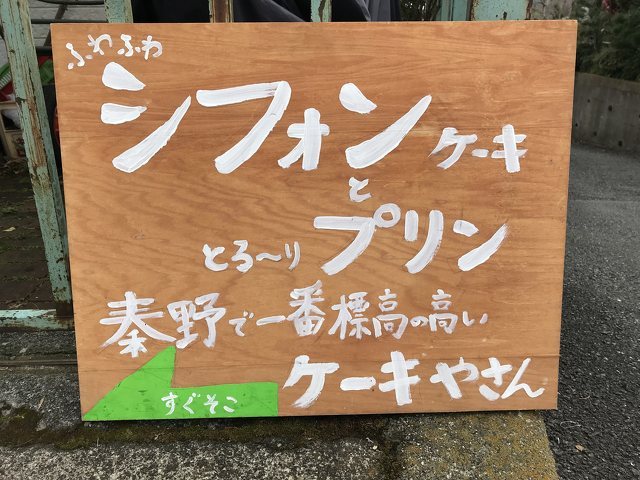 ふわふわ
シフォンケーキ
と
とろ〜りプリン
秦野で一番標高の高い
ケーキやさん
すぐそこ